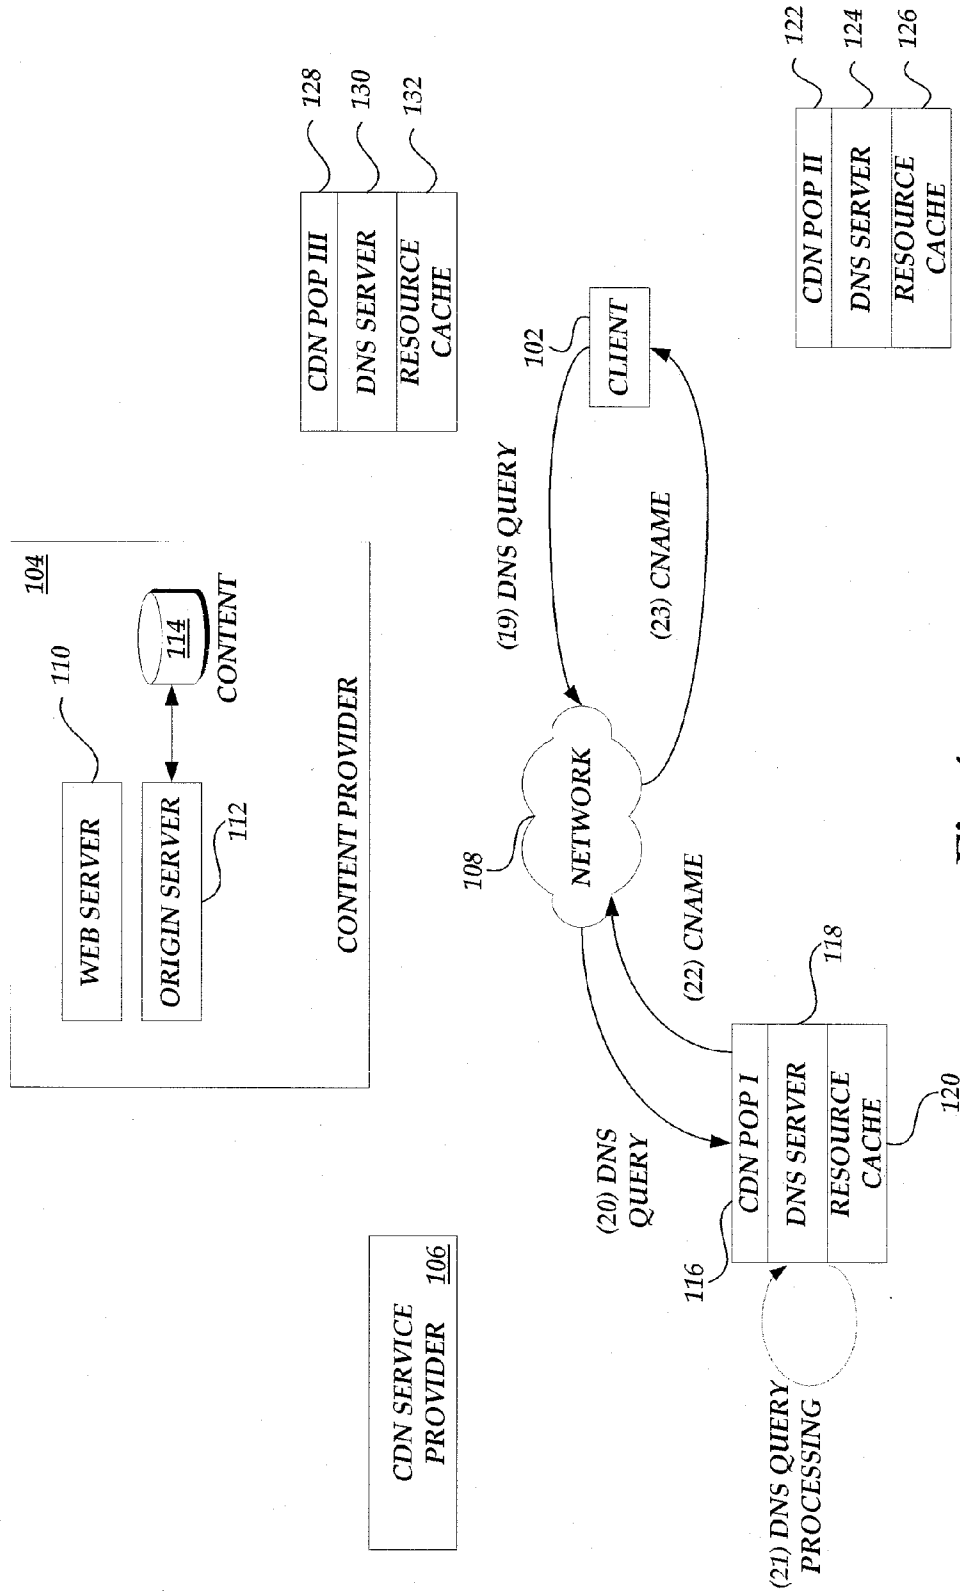 104
110
WEB SERVER
ORIGIN SERVER
112
114
CONTENT
CONTENT PROVIDER
CDN SERVICE
PROVIDER
106
128
130
132
CDN POP III
DNS SERVER
RESOURCE
CACHE
(19) DNS QUERY
102
CLIENT
(23) CNAME
108
NETWORK
(22) CNAME
(20) DNS
QUERY
116
CDN POP I
DNS SERVER
RESOURCE
CACHE
118
120
(21) DNS QUERY
PROCESSING
122
124
126
CDN POP II
DNS SERVER
RESOURCE
CACHE